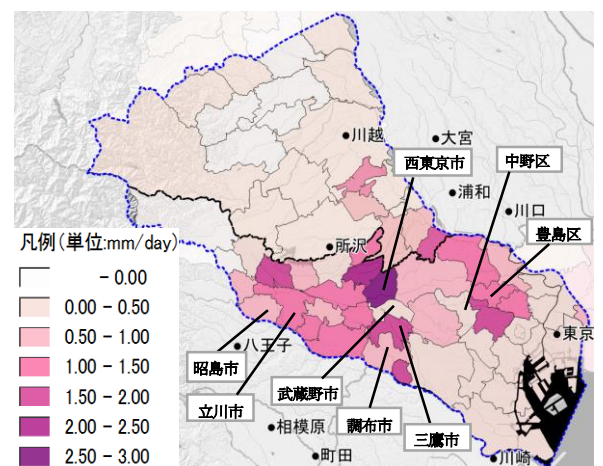 川越
大宮
西東京市
中野区
浦和
川口
豊島区
所沢
凡例(単位:mm/day)
- 0.00
0.00 - 0.50
0.50 - 1.00
1.00 - 1.50
1.50 - 2.00
2.00 - 2.50
2.50 - 3.00
東京
八王子
昭島市
立川市
武蔵野市
調布市
三鷹市
相模原
町田
川崎